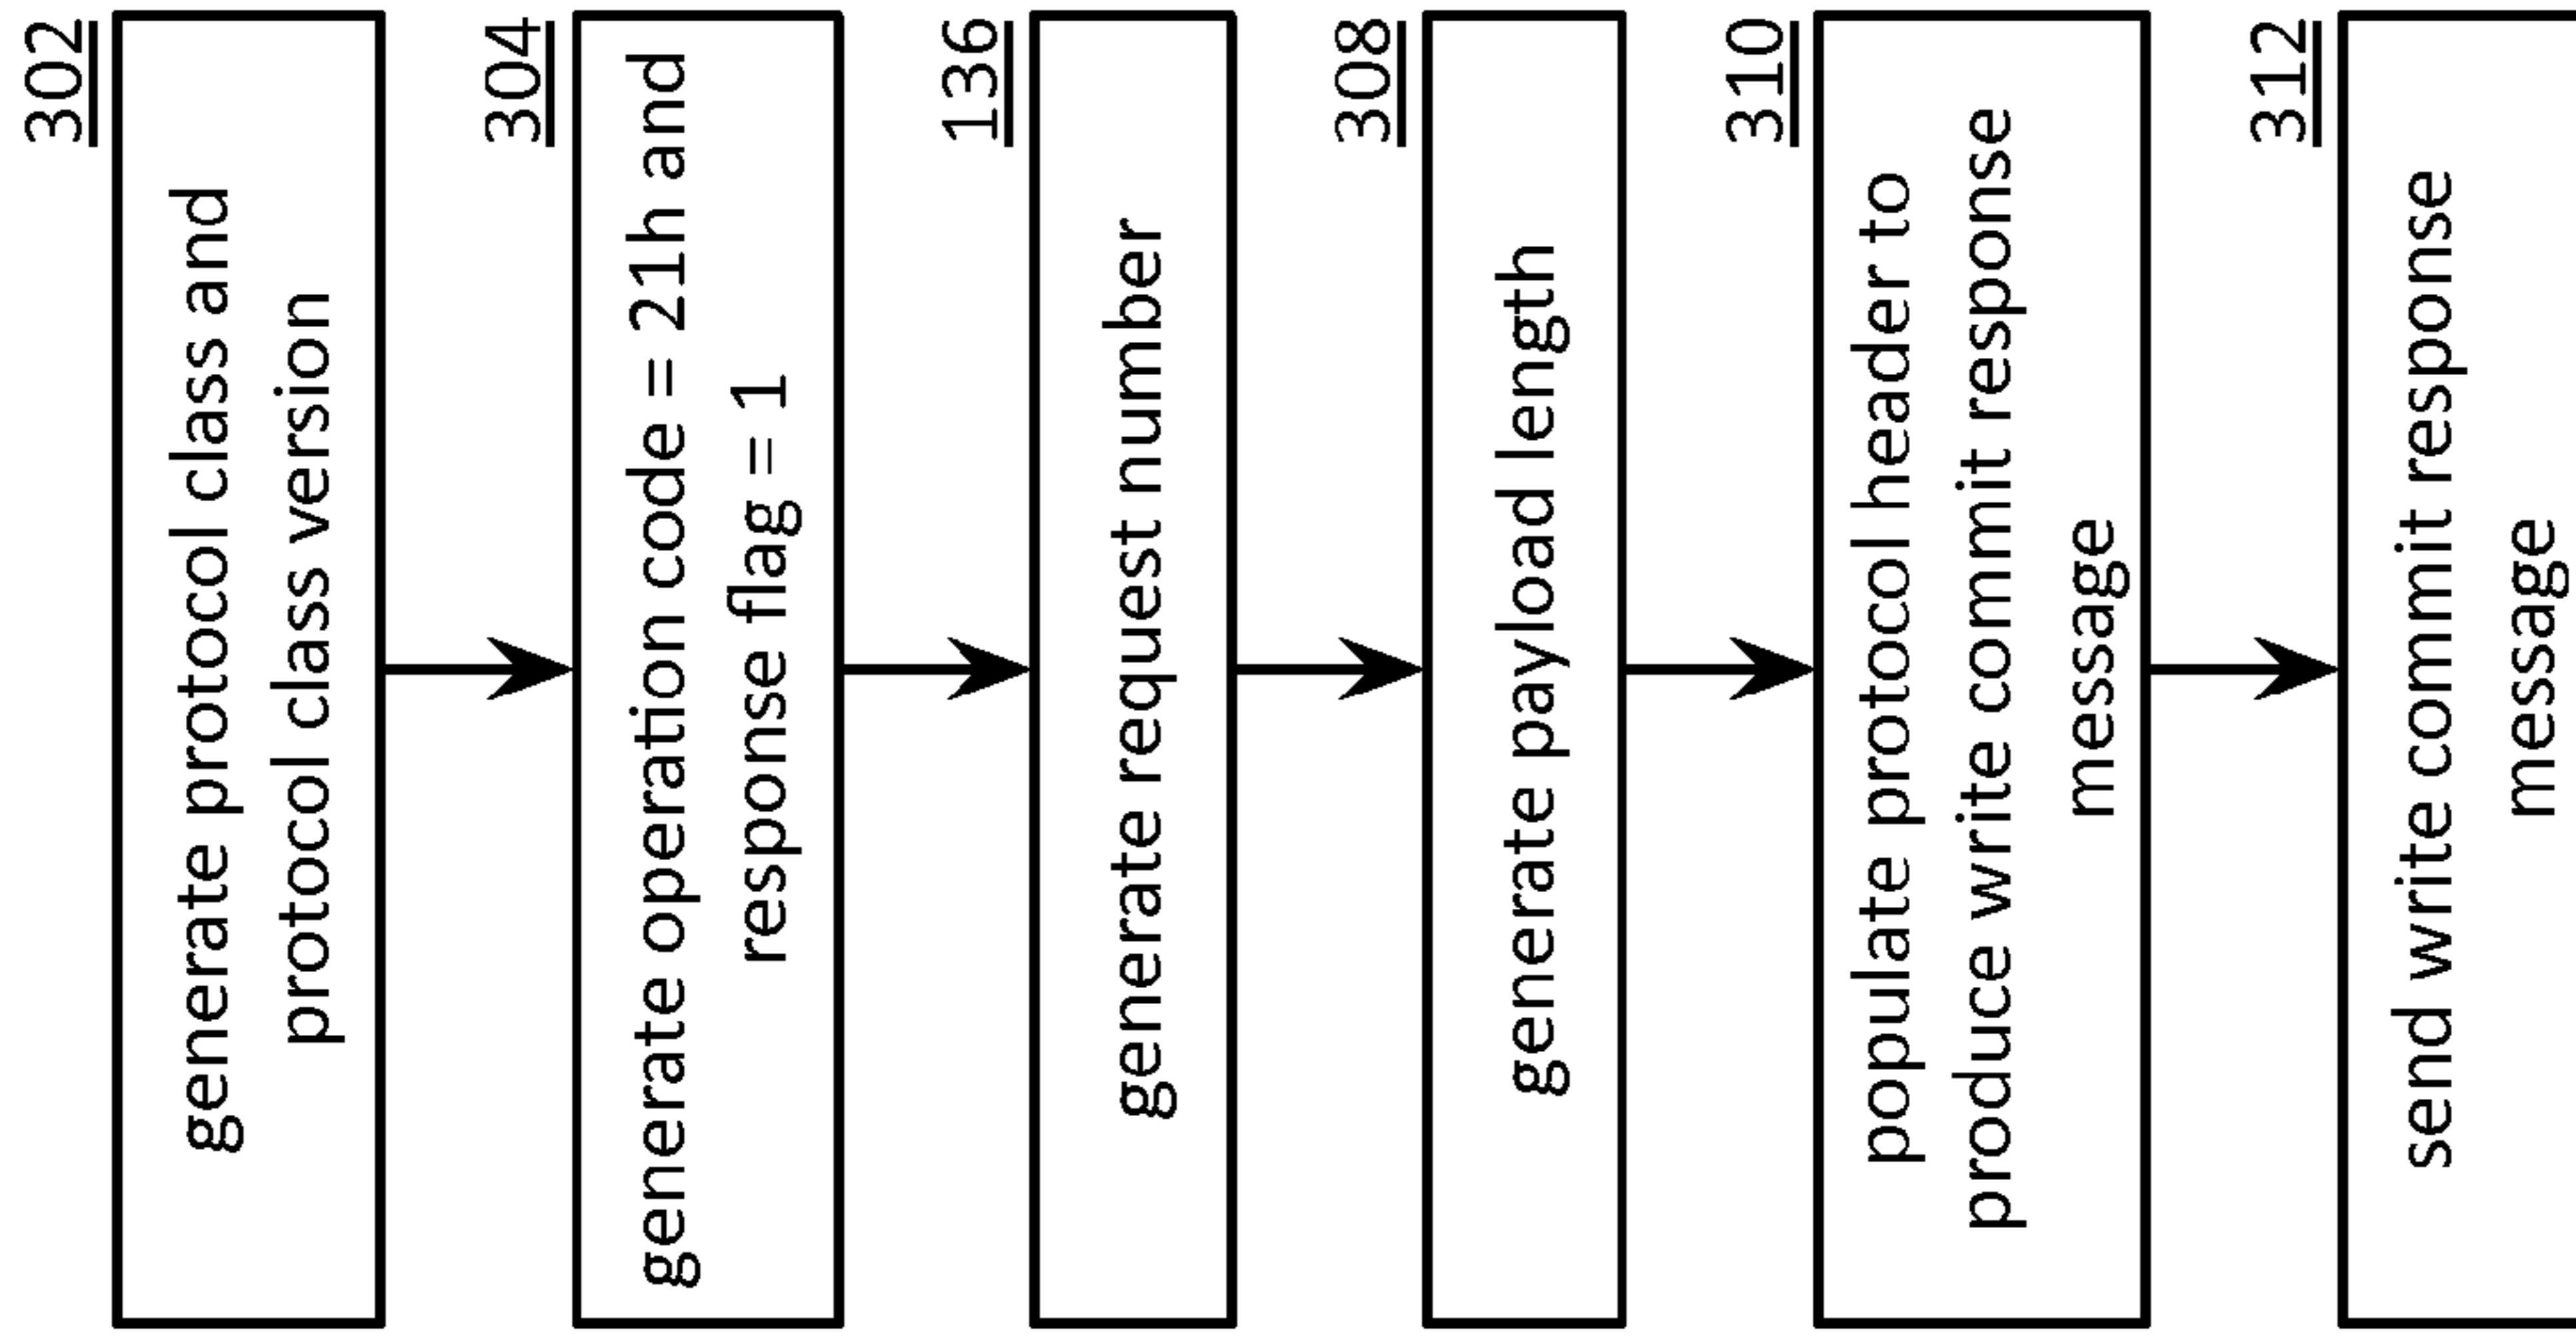 302
generate protocol class and
protocol class version
304
generate operation code = 21h and
response flag = 1
136
generate request number
308
generate payload length
310
populate protocol header to
produce write commit response
message
312
send write commit response
message